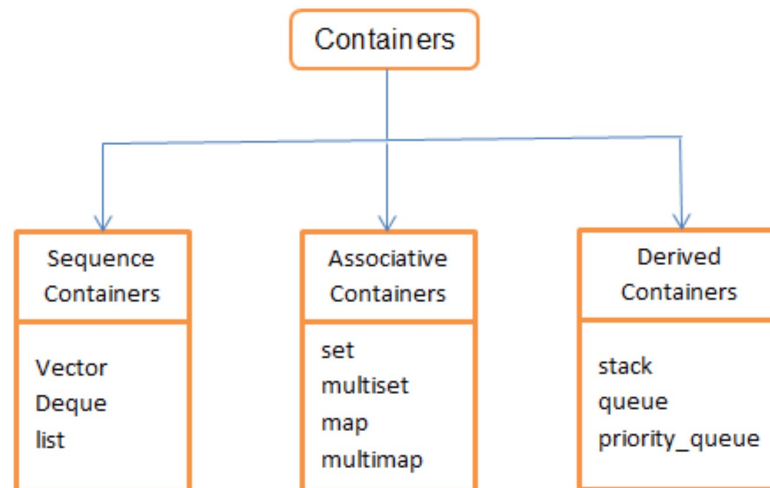 Containers
Sequence
Containers
Vector
Deque
list
Associative
Containers
set
multiset
map
multimap
Derived
Containers
stack
queue
priority_queue